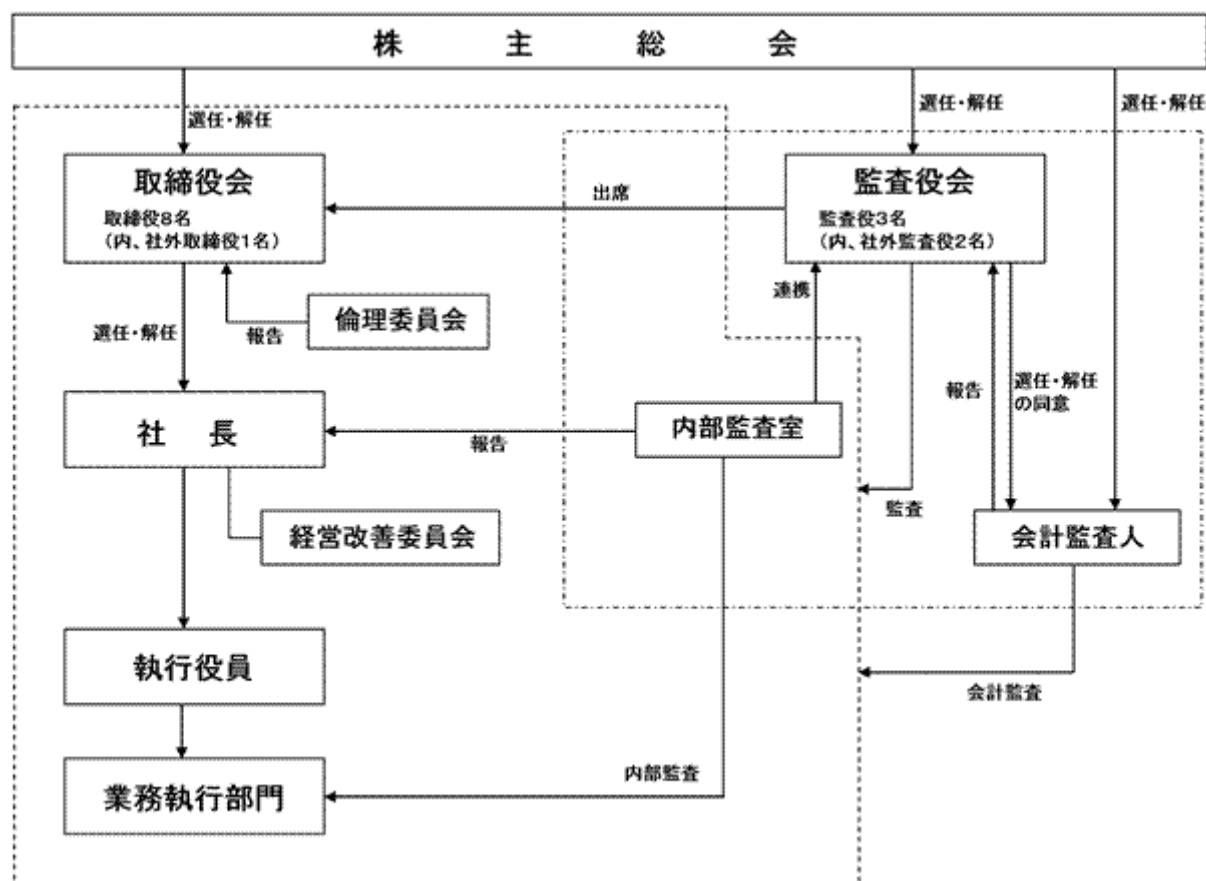 株主総会
選任・解任
選任・解任
選任・解任
取締役会
取締役8名
(内、社外取締役1名)
出席
監査役会
監査役3名
(内、社外監査役2名)
連携
倫理委員会
報告
選任・解任
社長
報告
内部監査室
報告
選任・解任
の同意
監査
経営改善委員会
会計監査人
執行役員
会計監査
内部監査
業務執行部門